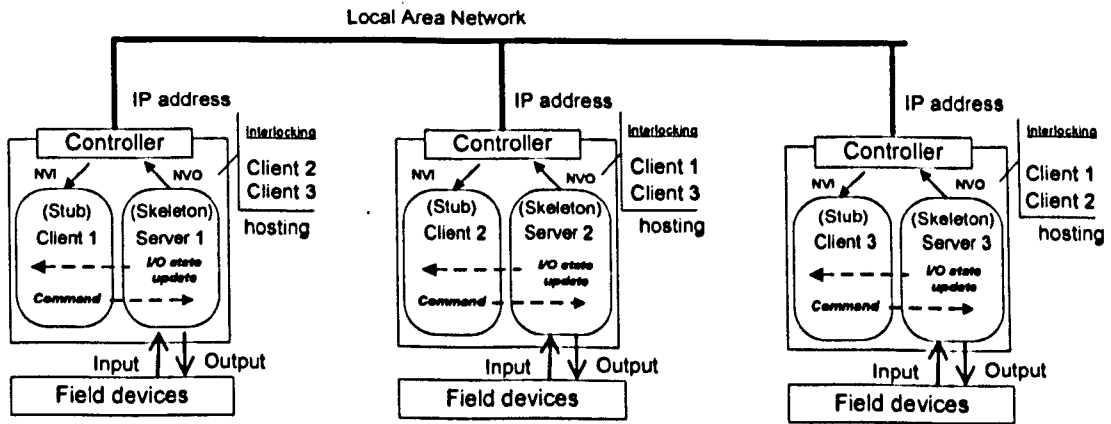 Local Area Network
IP address
Interlocking
Controller
Client 2
Client 3
NVI
NVO
hosting
(Stub)
Client 1
(Skeleton)
Server 1
I/O state
update
Command
Input
Output
Field devices
IP address
Interlocking
Controller
Client 1
Client 3
NVI
NVO
hosting
(Stub)
Client 2
(Skeleton)
Server 2
I/O state
update
Command
Input
Output
Field devices
IP address
Interlocking
Controller
Client 1
Client 2
NVI
NVO
hosting
(Stub)
Client 3
(Skeleton)
Server 3
I/O state
update
Command
Input
Output
Field devices